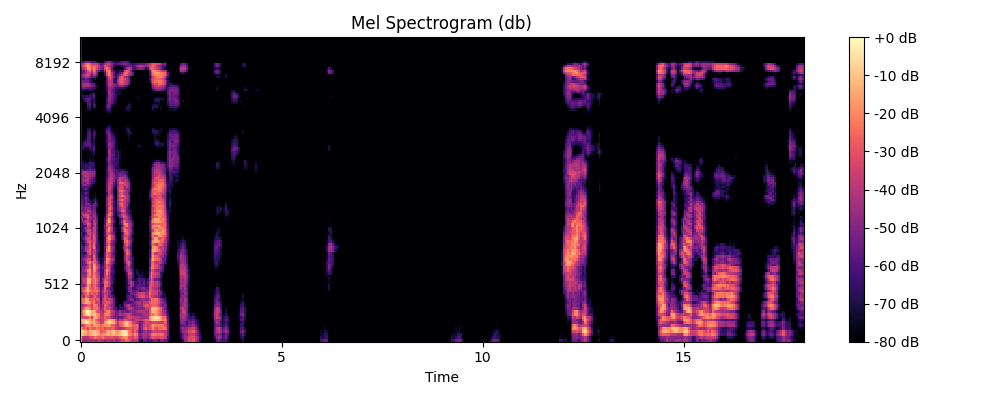 Mel Spectrogram (db)
+0 dB
8192
-10 dB
4096
-20 dB
-30 dB
2048
Hz
-40 dB
1024
-50 dB
-60 dB
512
-70 dB
0
-80 dB
0 5 10 15
Time